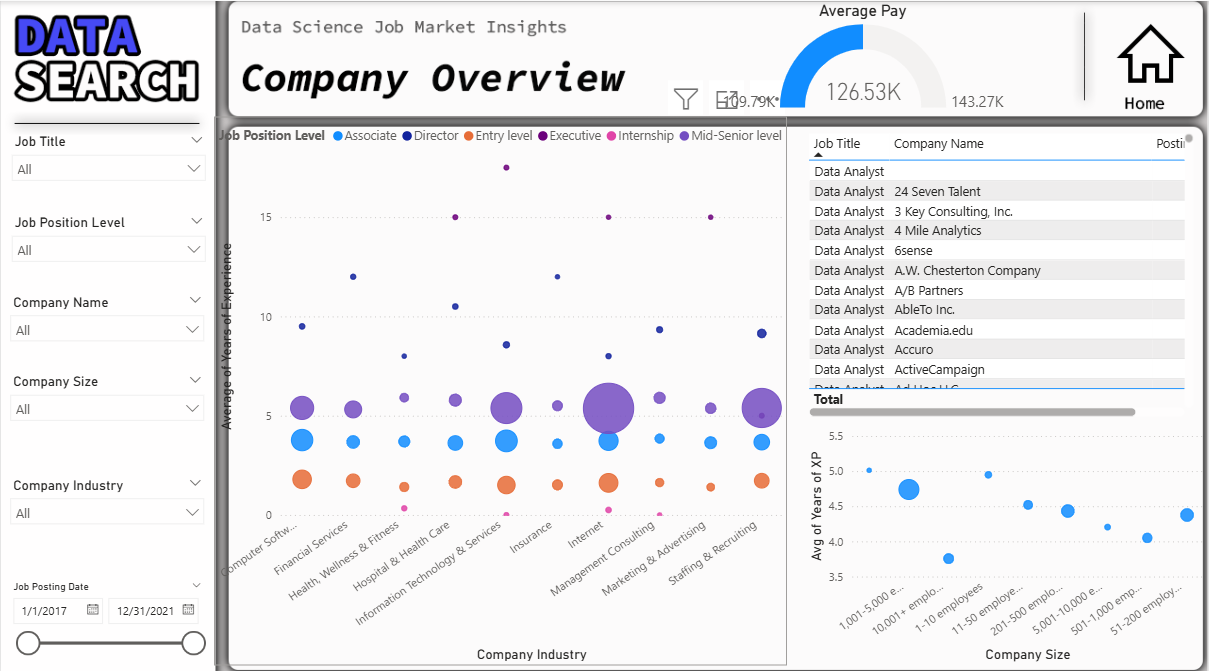 DATA
SEARCH
Data Science Job Market Insights
Company Overview
Average Pay
126.53K
109.79K
143.27K
Home
Job Title
All
Job Position Level
All
Company Name
All
Company Size
All
Company Industry
All
Job Posting Date
1/1/2017
12/31/2021
Job Position Level Associate Director Entry level Executive Internship Mid-Senior level
Average of Years of Experience
15
10
5
0
Computer Softw...
Financial Services
Health, Wellness & Fitness
Hospital & Health Care
Information Technology & Services
Insurance
Internet
Management Consulting
Marketing & Advertising
Staffing & Recruiting
Company Industry
Job Title Company Name Posti
Data Analyst
Data Analyst 24 Seven Talent
Data Analyst 3 Key Consulting, Inc.
Data Analyst 4 Mile Analytics
Data Analyst 6sense
Data Analyst A.W. Chesterton Company
Data Analyst A/B Partners
Data Analyst AbleTo Inc.
Data Analyst Academia.edu
Data Analyst Accuro
Data Analyst ActiveCampaign
Data Analyst Ad Hoc LLC
Total
Avg of Years of XP
5.5
5.0
4.5
4.0
3.5
1,001-5,000 e...
10,001+ emplo...
1-10 employees
11-50 employe...
201-500 emplo...
5,001-10,000 e...
501-1,000 emp...
51-200 employ...
Company Size